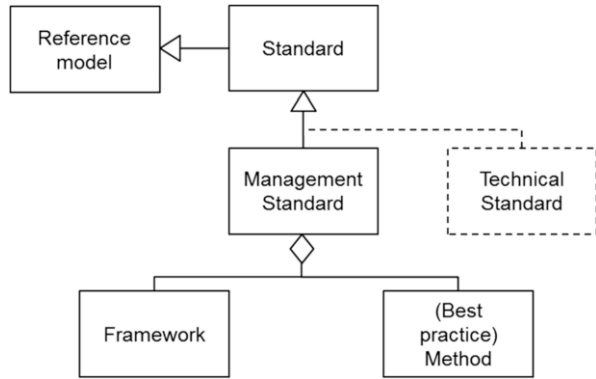 Reference
model
Standard
Management
Standard
Technical
Standard
Framework
(Best
practice)
Method